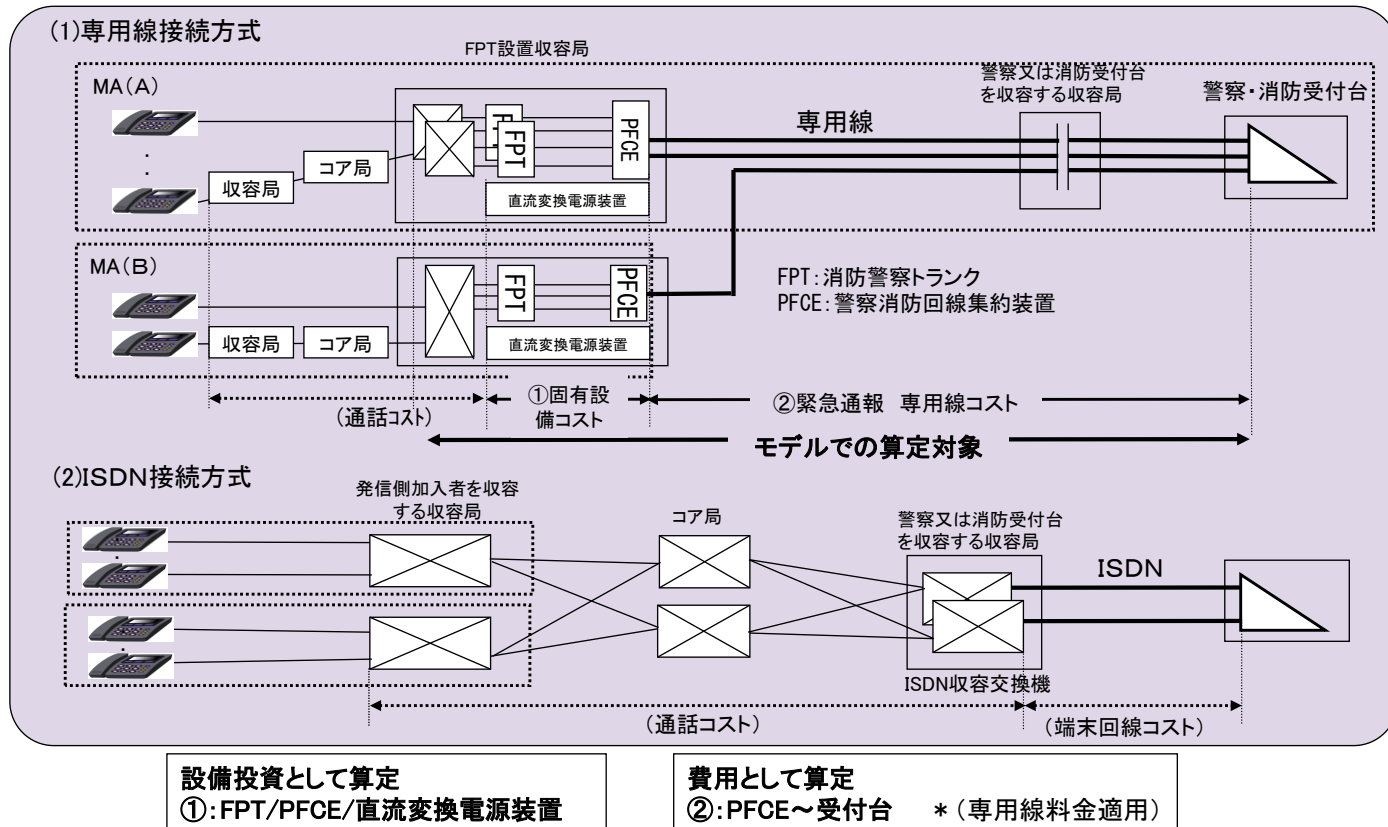 (1)専用線接続方式
FPT設置収容局
MA(A)
警察又は消防受付台
を収容する収容局
警察・消防受付台
専用線
FPT
FPT
PFCE
コア局
収容局
直流変換電源装置
MA(B)
FPT
PFCE
FPT:消防警察トランク
PFCE:警察消防回線集約装置
収容局
コア局
直流変換電源装置
(通話コスト)
①固有設
備コスト
②緊急通報 専用線コスト
モデルでの算定対象
(2)ISDN接続方式
発信側加入者を収容
する収容局
コア局
警察又は消防受付台
を収容する収容局
ISDN
ISDN収容交換機
(通話コスト)
(端末回線コスト)
設備投資として算定
①:FPT/PFCE/直流変換電源装置
費用として算定
②:PFCE～受付台 *(専用線料金適用)